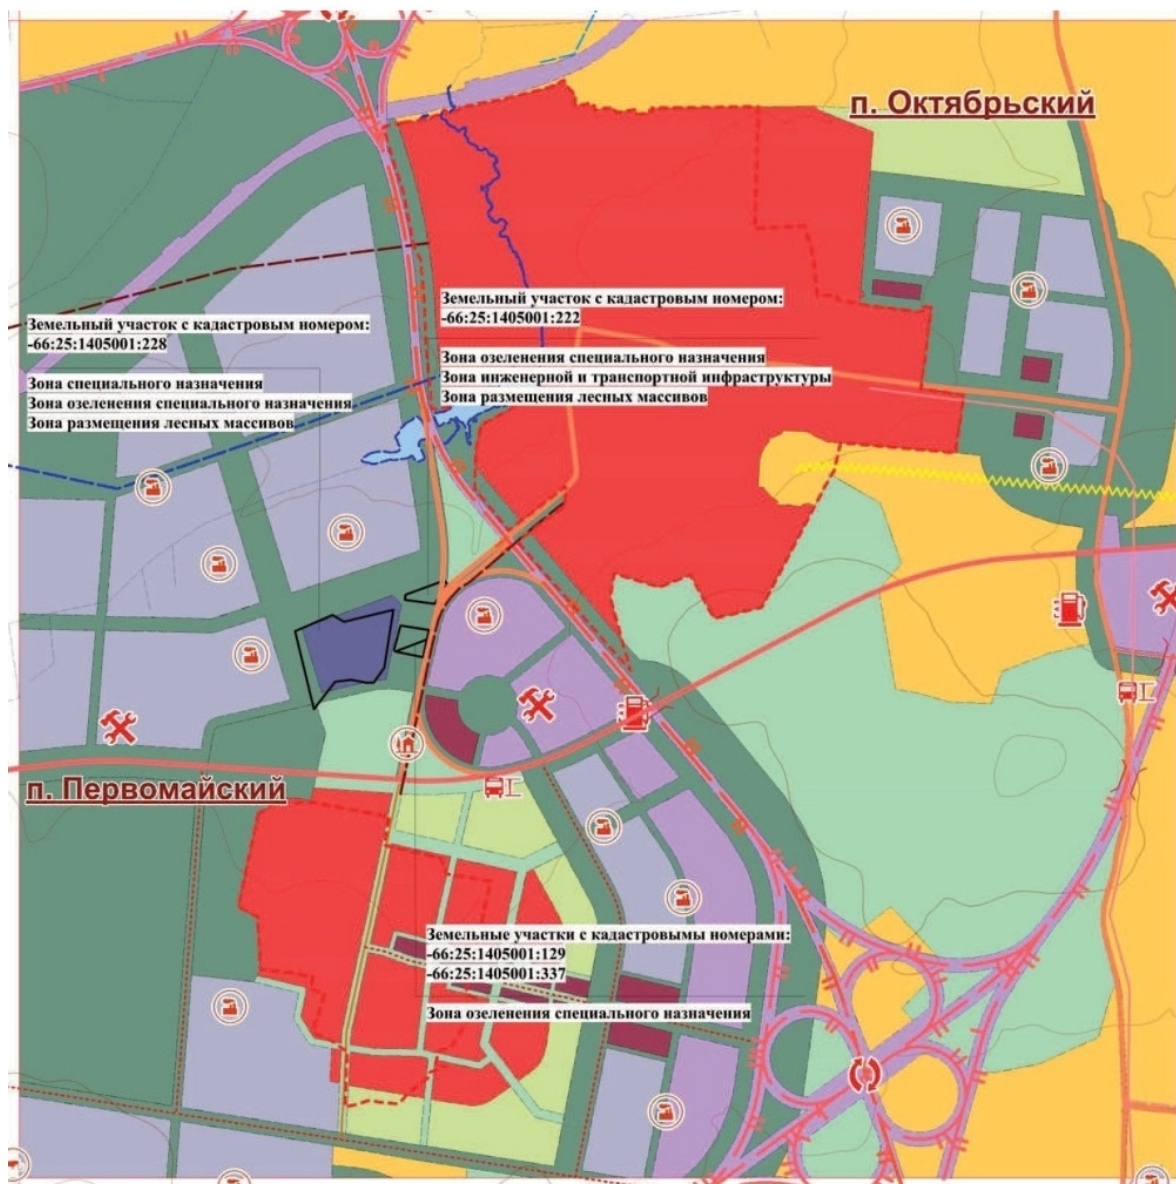 п. Октябрьский
Земельный участок с кадастровым номером:
-66:25:1405001:222
Зона озеленения специального назначения
Зона инженерной и транспортной инфраструктуры
Зона размещения лесных массивов
Земельный участок с кадастровым номером:
-66:25:1405001:228
Зона специального назначения
Зона озеленения специального назначения
Зона размещения лесных массивов
п. Первомайский
Земельные участки с кадастровымы номерами:
-66:25:1405001:129
-66:25:1405001:337
Зона озеленения специального назначения